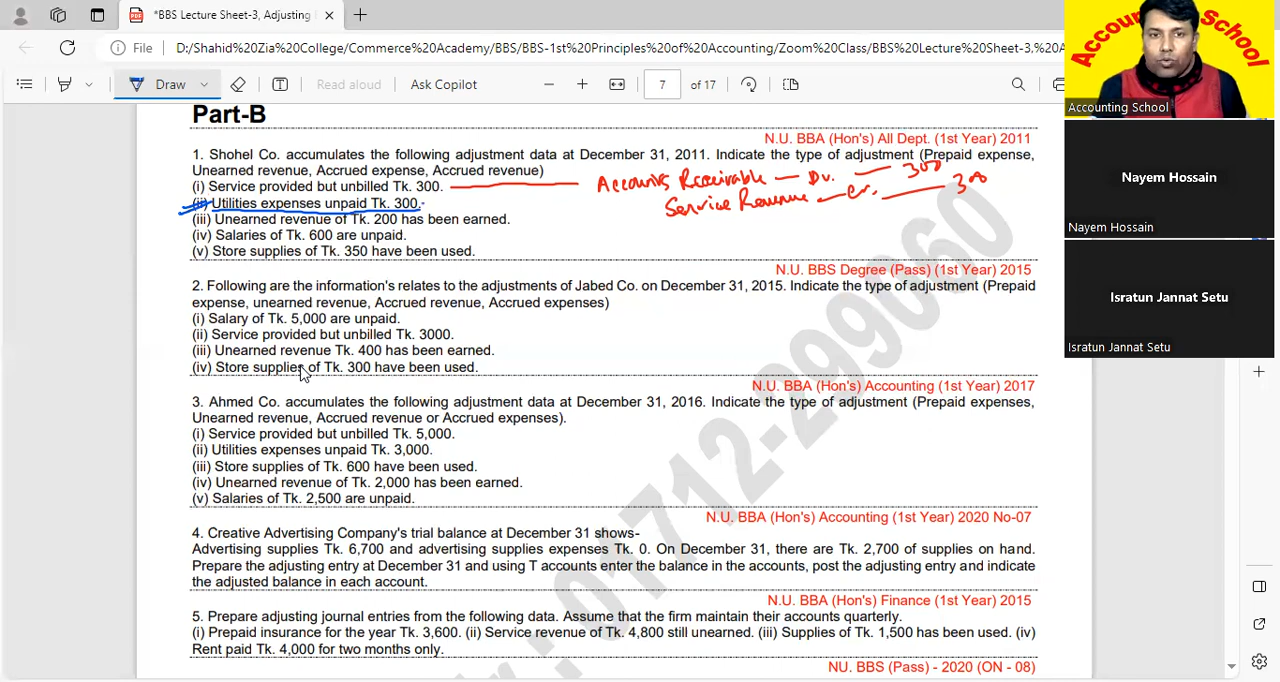 *BBS Lecture Sheet-3, Adjusting
File
D:/Shahid%20Zia%20College/Commerce%20Academy/BBS/BBS-1st%20Principles%20of%20Accounting/Zoom%20Class/BBS%20Lecture%20Sheet-3,%20A
Draw
Read aloud
Ask Copilot
7
of 17
Accounting School
Accounting School
Nayem Hossain
Nayem Hossain
Isratun Jannat Setu
Isratun Jannat Setu
Part-B
N.U. BBA (Hon's) All Dept. (1st Year) 2011
1. Shohel Co. accumulates the following adjustment data at December 31, 2011. Indicate the type of adjustment (Prepaid expense,
Unearned revenue, Accrued expense, Accrued revenue)
(i) Service provided but unbilled Tk. 300.
Accounts Receivable — Dr. — 300
(ii) Utilities expenses unpaid Tk. 300.
Service Revenue — Cr. — 300
(iii) Unearned revenue of Tk. 200 has been earned.
(iv) Salaries of Tk. 600 are unpaid.
(v) Store supplies of Tk. 350 have been used.
N.U. BBS Degree (Pass) (1st Year) 2015
2. Following are the information's relates to the adjustments of Jabed Co. on December 31, 2015. Indicate the type of adjustment (Prepaid
expense, unearned revenue, Accrued revenue, Accrued expenses)
(i) Salary of Tk. 5,000 are unpaid.
(ii) Service provided but unbilled Tk. 3000.
(iii) Unearned revenue Tk. 400 has been earned.
(iv) Store supplies of Tk. 300 have been used.
N.U. BBA (Hon's) Accounting (1st Year) 2017
3. Ahmed Co. accumulates the following adjustment data at December 31, 2016. Indicate the type of adjustment (Prepaid expenses,
Unearned revenue, Accrued revenue or Accrued expenses).
(i) Service provided but unbilled Tk. 5,000.
(ii) Utilities expenses unpaid Tk. 3,000.
(iii) Store supplies of Tk. 600 have been used.
(iv) Unearned revenue of Tk. 2,000 has been earned.
(v) Salaries of Tk. 2,500 are unpaid.
N.U. BBA (Hon's) Accounting (1st Year) 2020 No-07
4. Creative Advertising Company's trial balance at December 31 shows-
Advertising supplies Tk. 6,700 and advertising supplies expenses Tk. 0. On December 31, there are Tk. 2,700 of supplies on hand.
Prepare the adjusting entry at December 31 and using T accounts enter the balance in the accounts, post the adjusting entry and indicate
the adjusted balance in each account.
N.U. BBA (Hon's) Finance (1st Year) 2015
5. Prepare adjusting journal entries from the following data. Assume that the firm maintain their accounts quarterly.
(i) Prepaid insurance for the year Tk. 3,600. (ii) Service revenue of Tk. 4,800 still unearned. (iii) Supplies of Tk. 1,500 has been used. (iv)
Rent paid Tk. 4,000 for two months only.
NU. BBS (Pass) - 2020 (ON - 08)
01712-299060